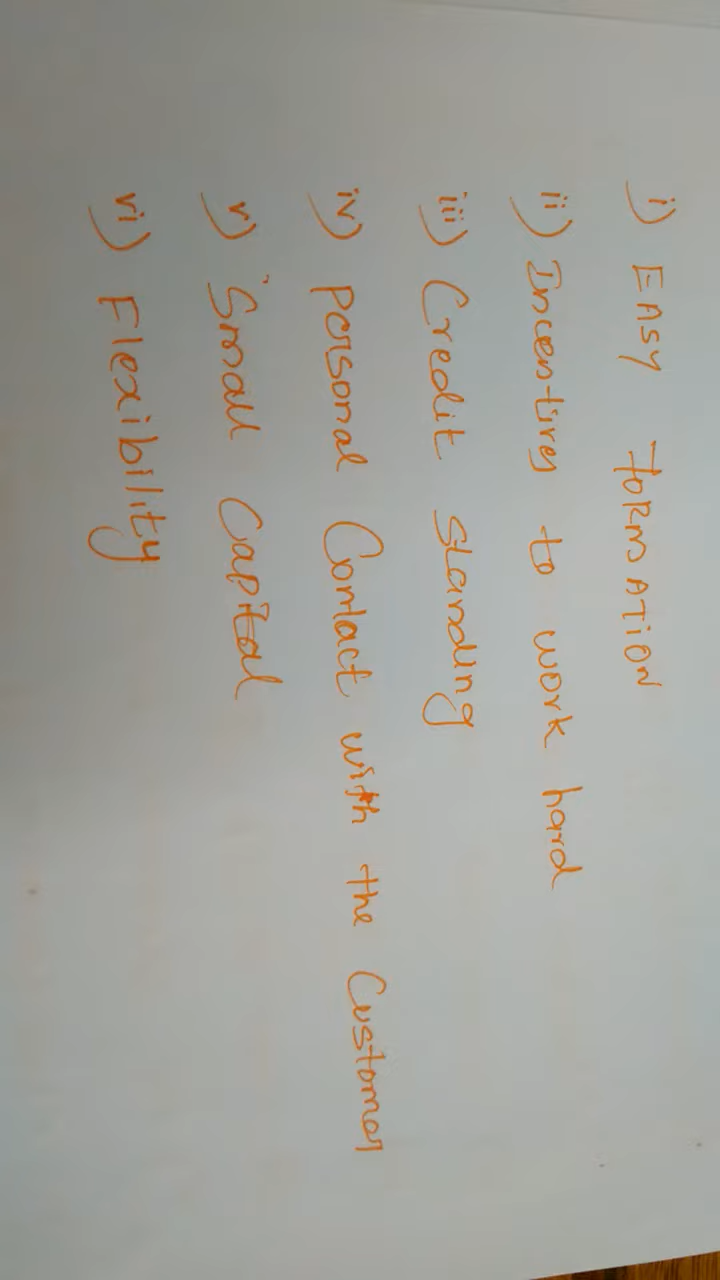 i) EASY FORMATION
ii) Incentives to work hard
iii) Credit standing
iv) Personal Contact with the Customer
v) Small Capital
vi) Flexibility